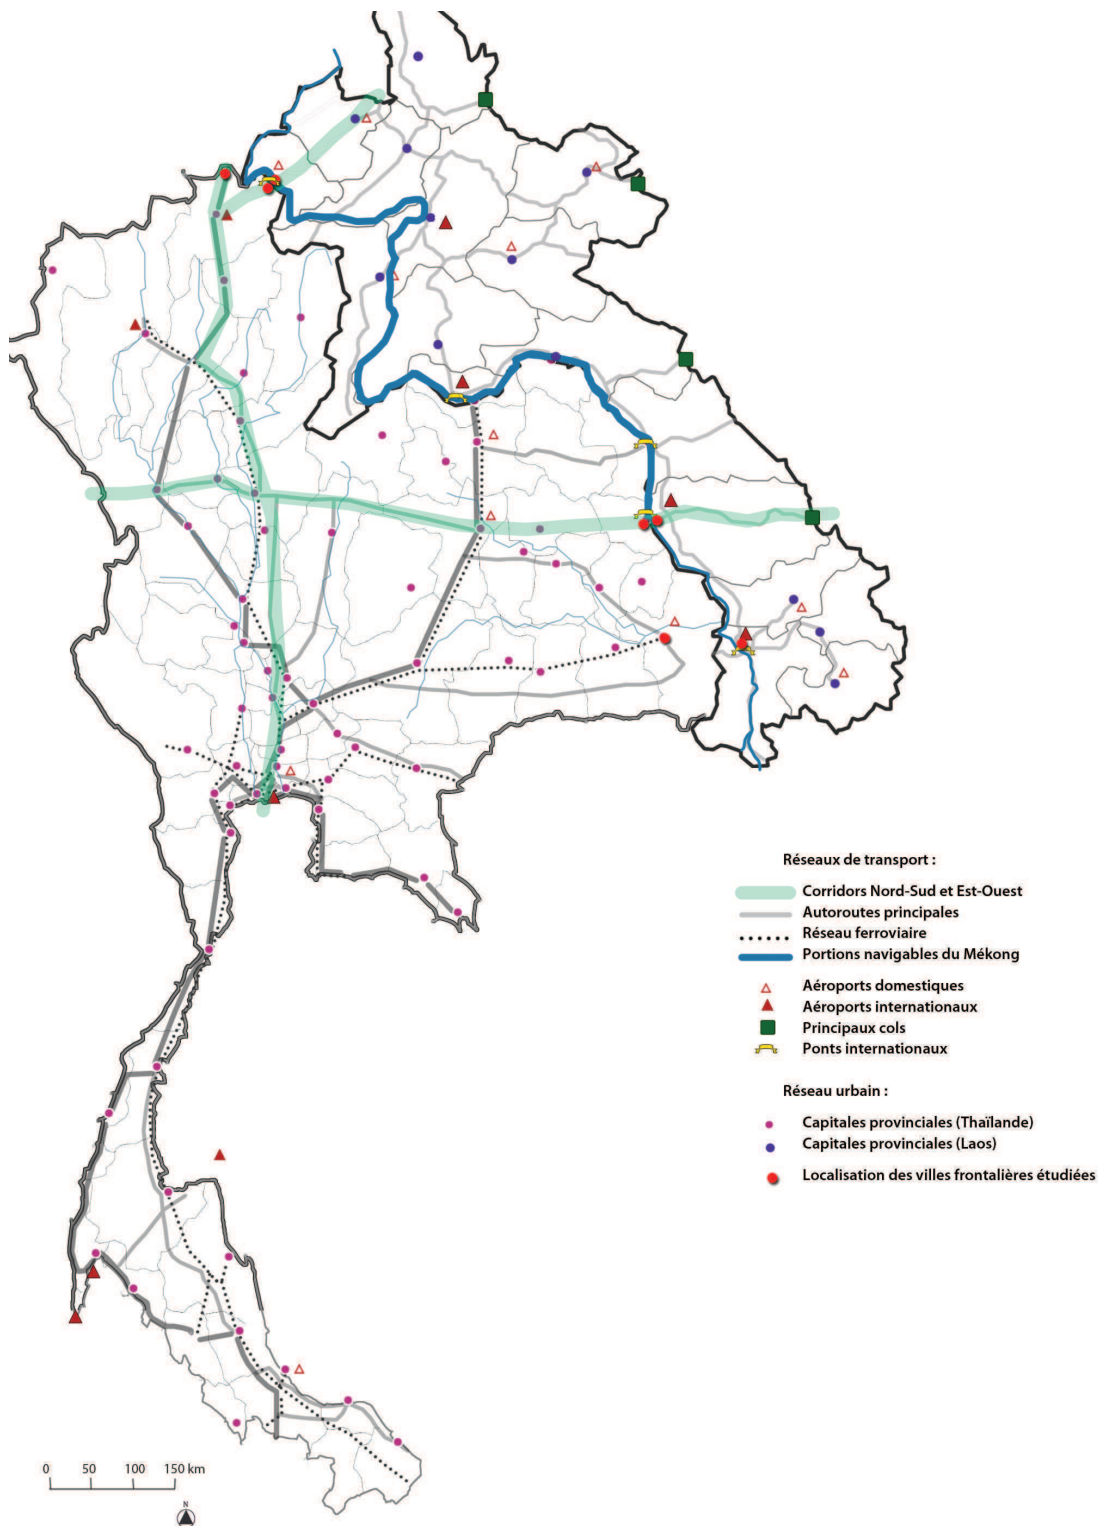 Réseaux de transport :
Corridors Nord-Sud et Est-Ouest
Autoroutes principales
Réseau ferroviaire
Portions navigables du Mékong
Aéroports domestiques
Aéroports internationaux
Principaux cols
Ponts internationaux
Réseau urbain :
Capitales provinciales (Thaïlande)
Capitales provinciales (Laos)
Localisation des villes frontalières étudiées
0 50 100 150 km
N